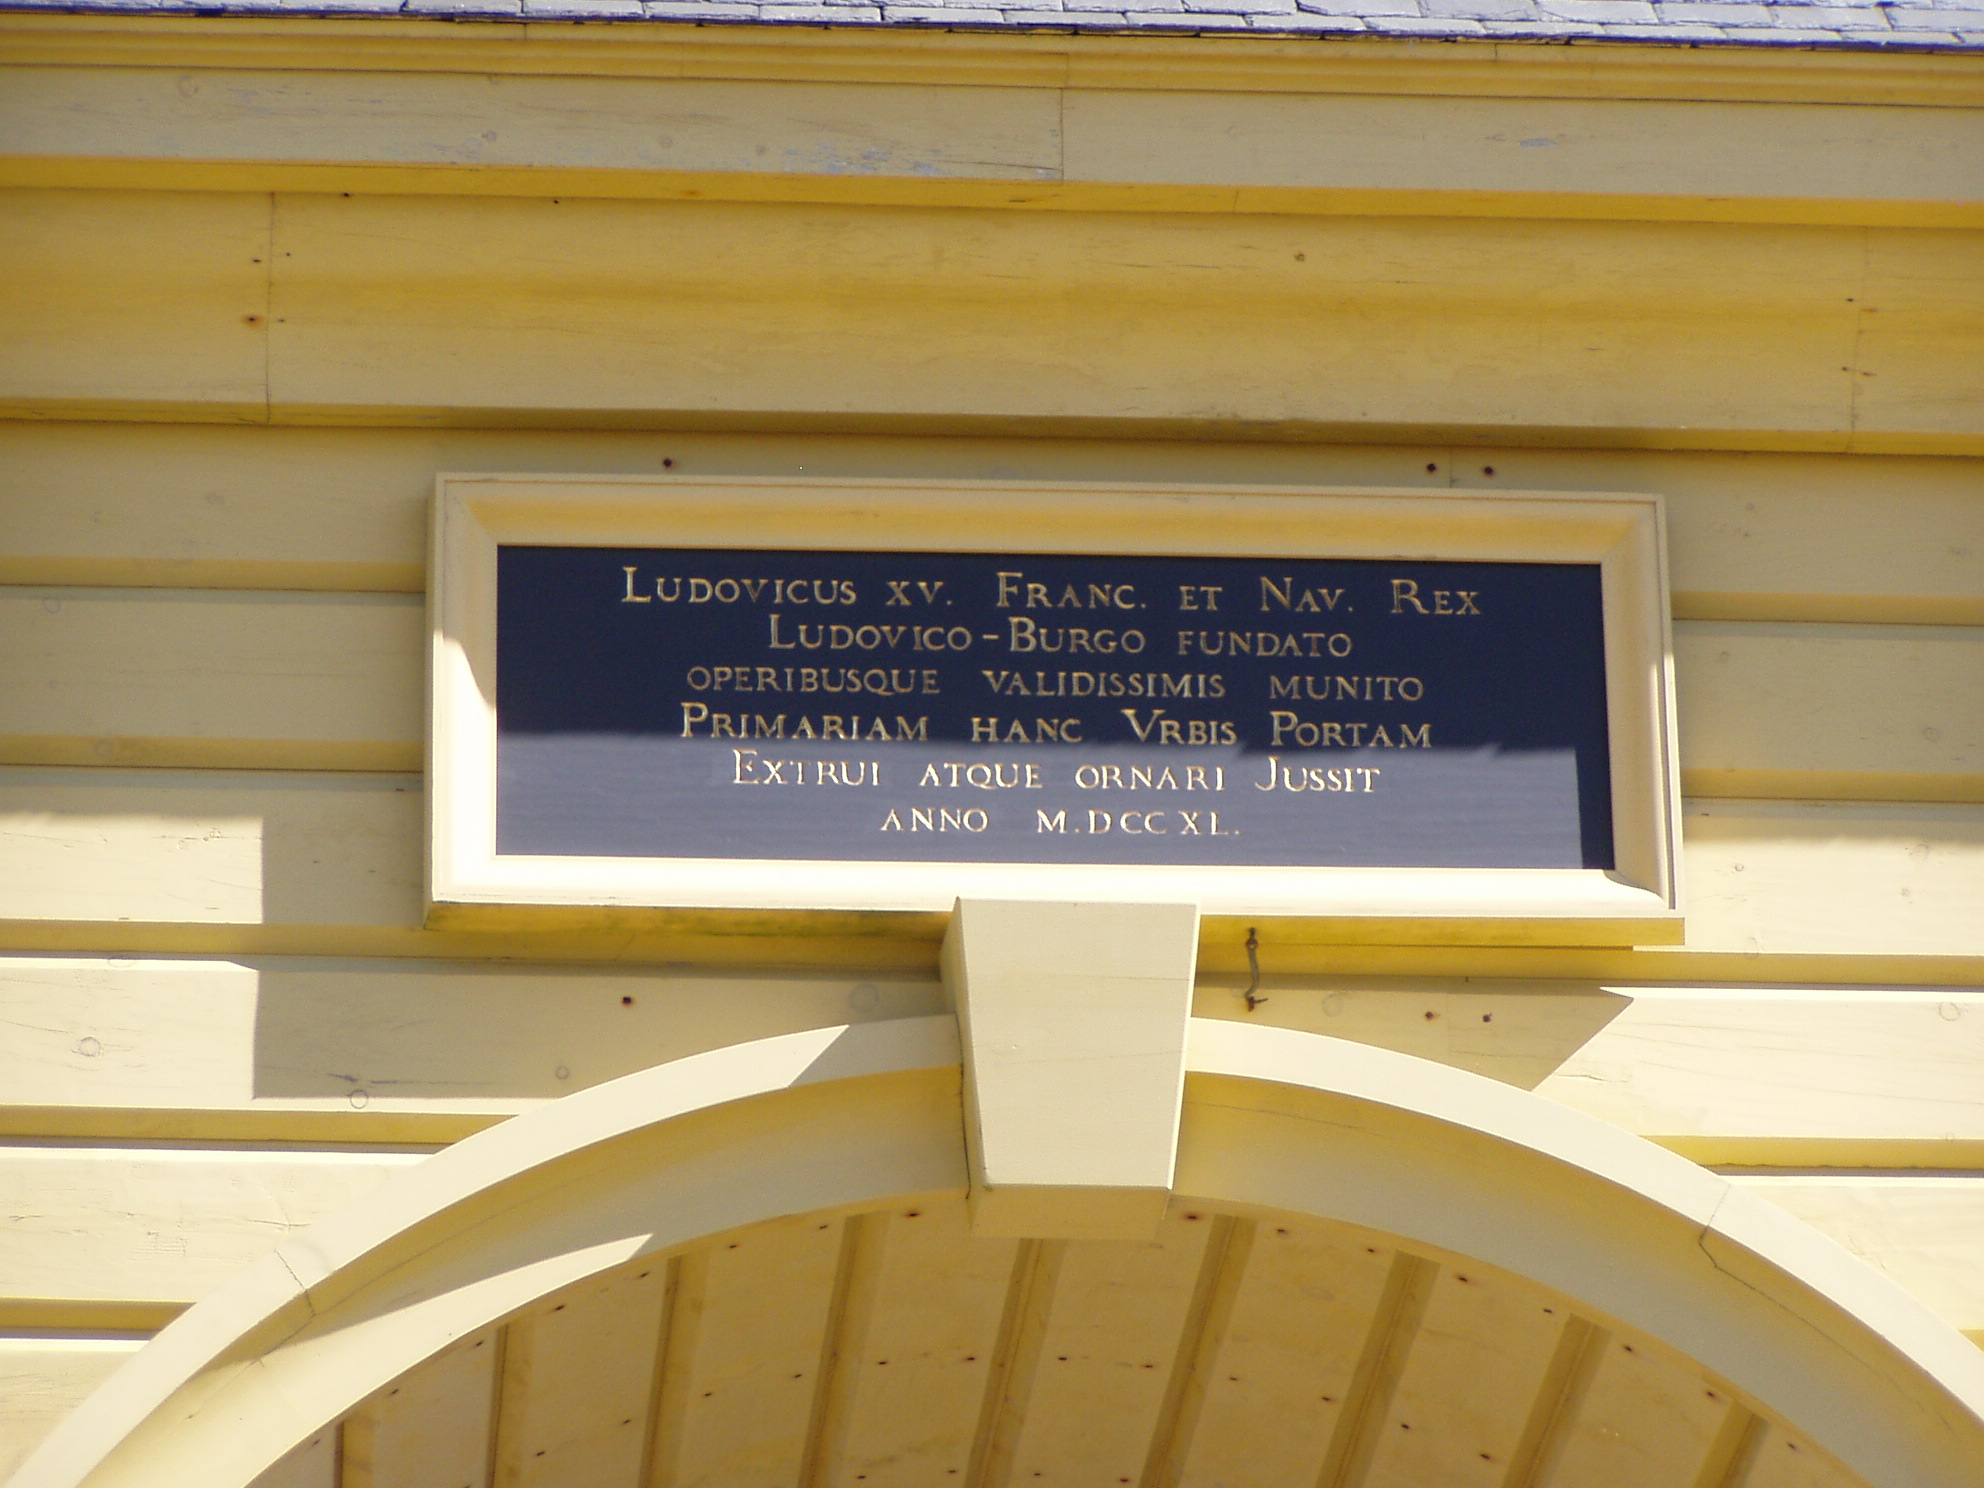 LUDOVICUS XV. FRANC. ET NAV. REX
LUDOVICO-BURGO FUNDATO
OPERIBUSQUE VALIDISSIMIS MUNITO
PRIMARIAM HANC VRBIS PORTAM
EXTRUI ATQUE ORNARI JUSSIT
ANNO M.DCCXL.